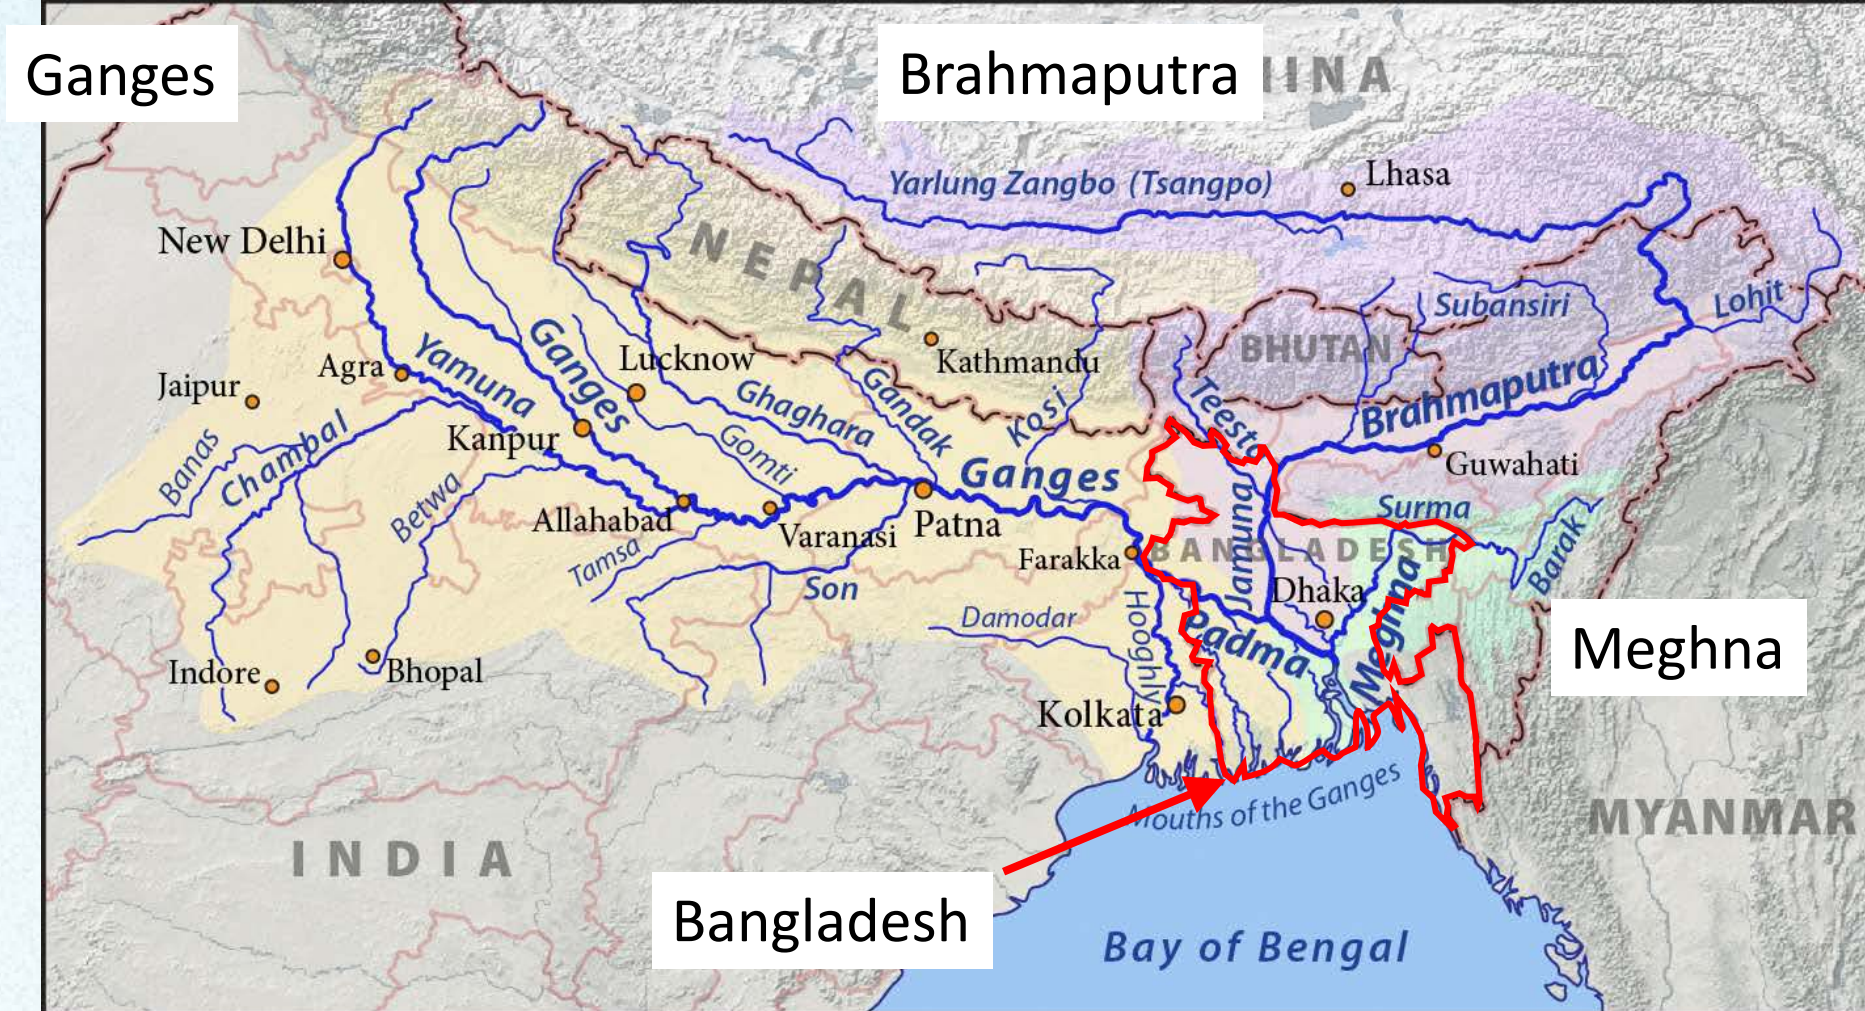 Ganges
Brahmaputra
INA
Yarlung Zangbo (Tsangpo)
Lhasa
New Delhi
NEPAL
Subansiri
Lohit
BHUTAN
Kathmandu
Agra
Yamuna
Ganges
Lucknow
Jaipur
Ghaghara
Gandak
Kosi
Teesta
Brahmaputra
Banas
Chambal
Kanpur
Gomti
Ganges
Guwahati
Betwa
Allahabad
Varanasi
Patna
Surma
Farakka
BANGLADESH
Jamuna
Barak
Tamsa
Son
Damodar
Hooghly
Dhaka
Meghna
Padma
Meghna
Indore
Bhopal
Kolkata
Mouths of the Ganges
INDIA
MYANMAR
Bangladesh
Bay of Bengal